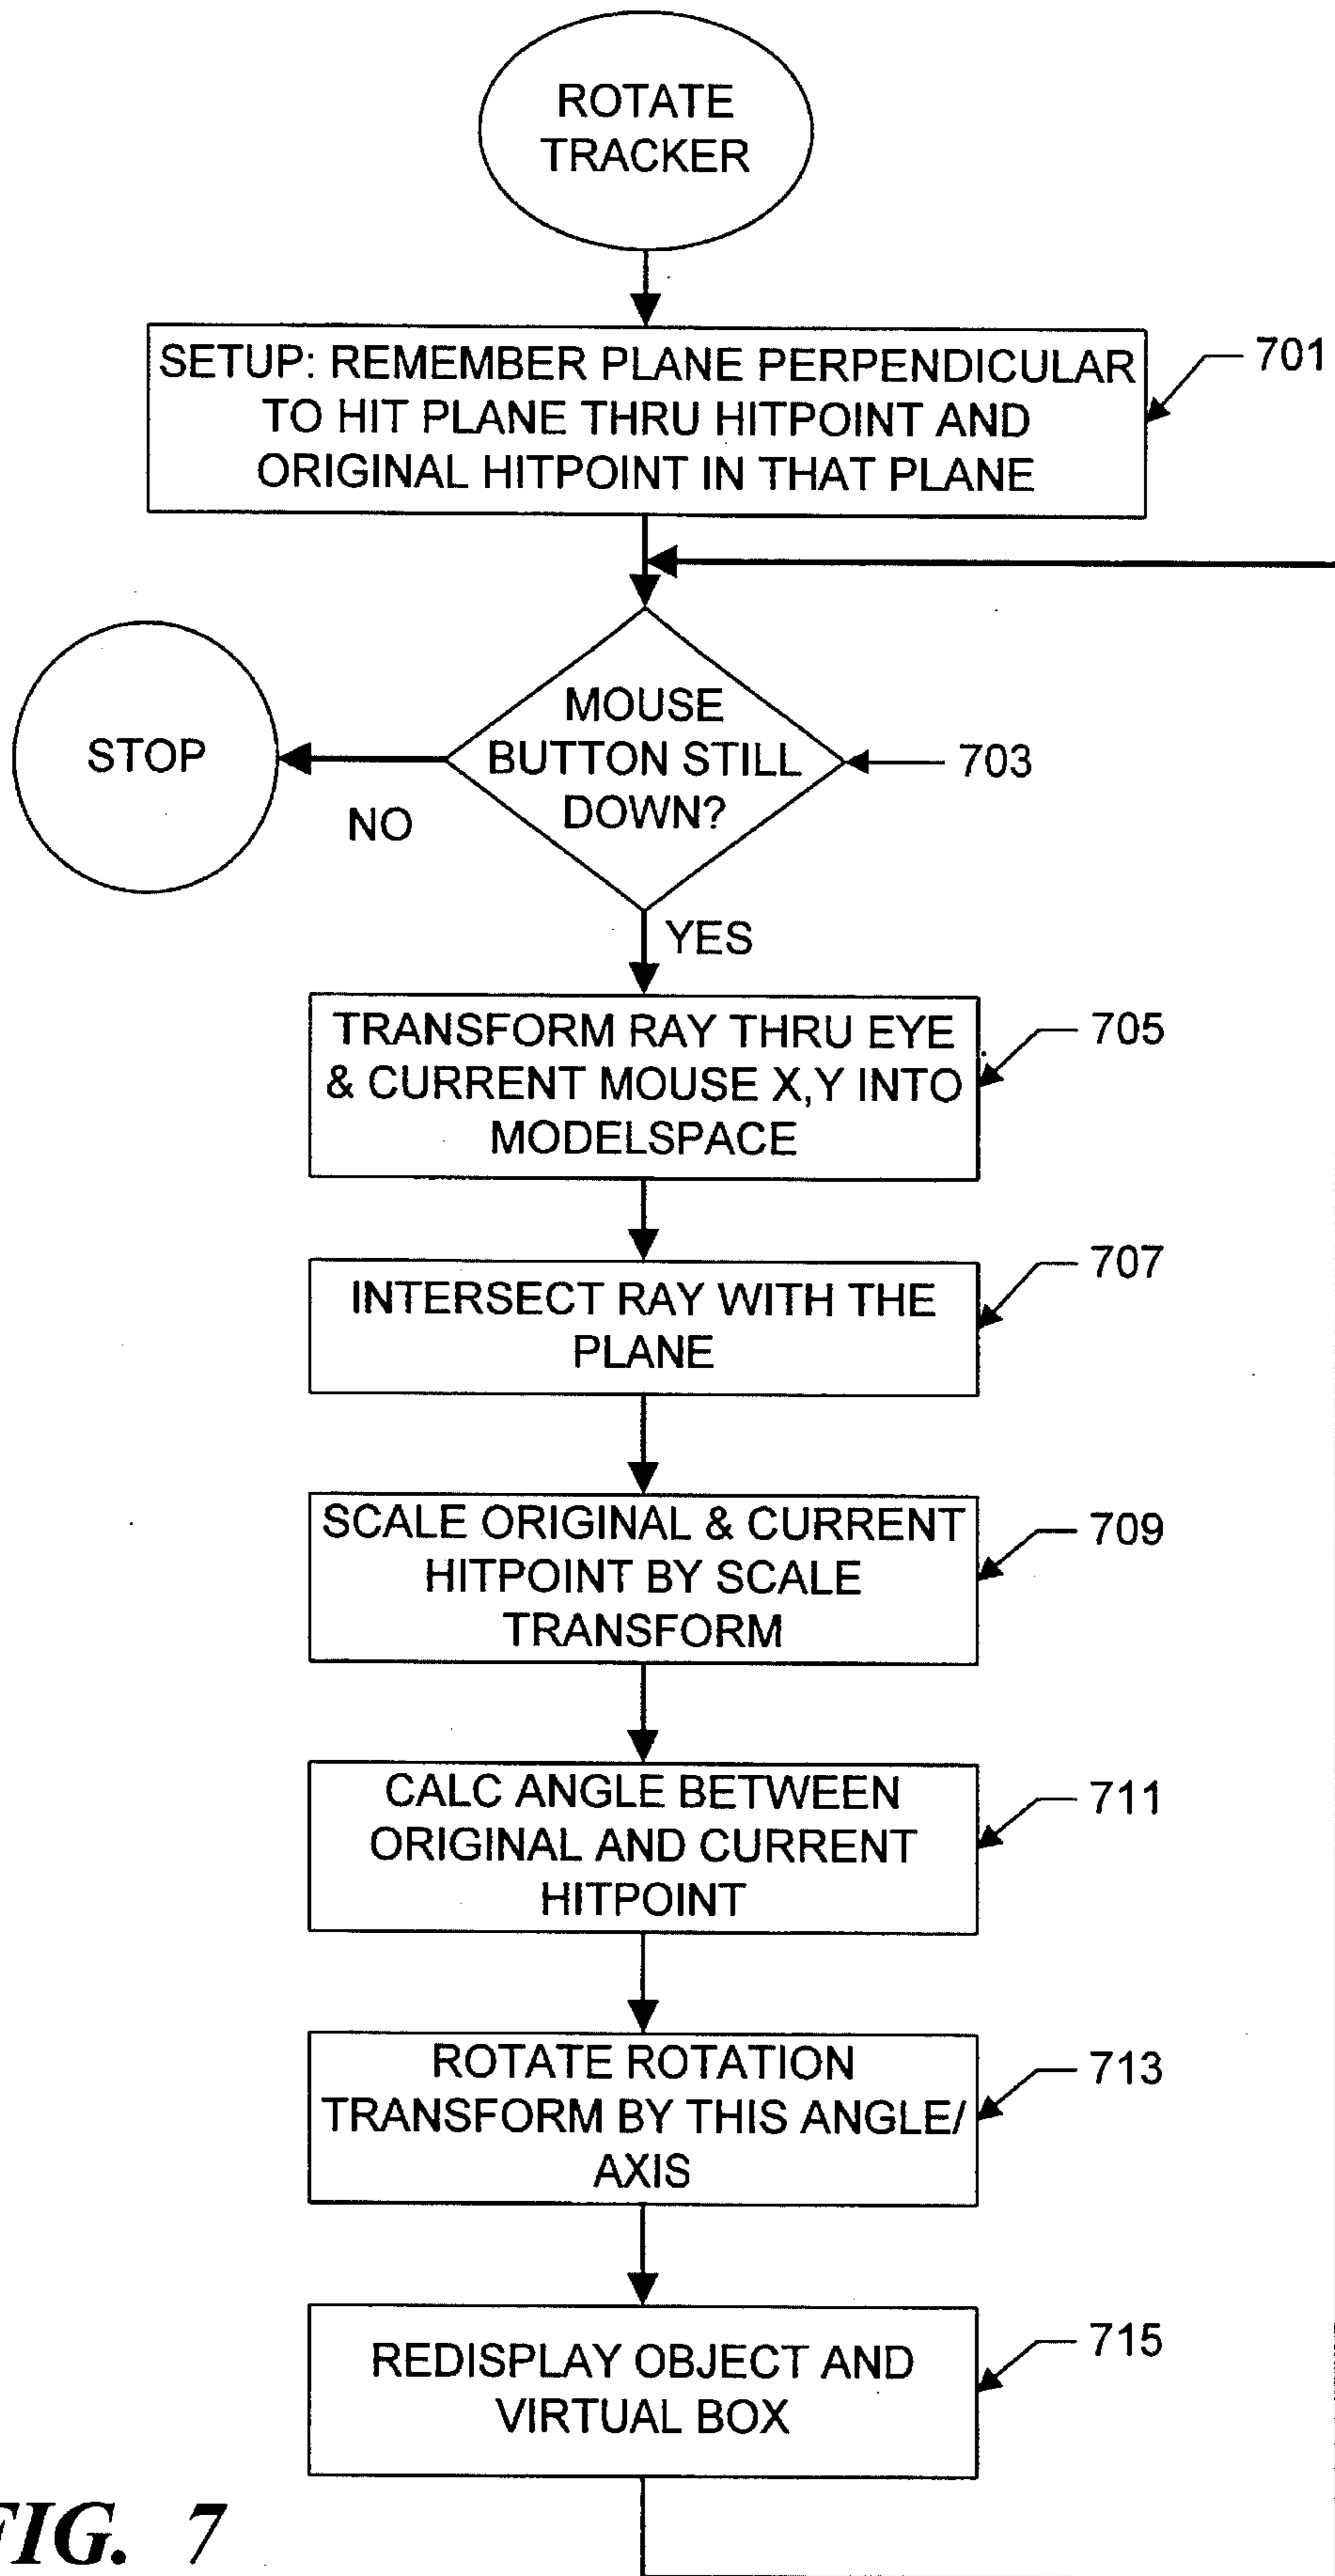 ROTATE
TRACKER
SETUP: REMEMBER PLANE PERPENDICULAR
TO HIT PLANE THRU HITPOINT AND
ORIGINAL HITPOINT IN THAT PLANE
701
MOUSE
BUTTON STILL
DOWN?
703
STOP
NO
YES
TRANSFORM RAY THRU EYE
& CURRENT MOUSE X,Y INTO
MODELSPACE
705
INTERSECT RAY WITH THE
PLANE
707
SCALE ORIGINAL & CURRENT
HITPOINT BY SCALE
TRANSFORM
709
CALC ANGLE BETWEEN
ORIGINAL AND CURRENT
HITPOINT
711
ROTATE ROTATION
TRANSFORM BY THIS ANGLE/
AXIS
713
REDISPLAY OBJECT AND
VIRTUAL BOX
715
FIG. 7